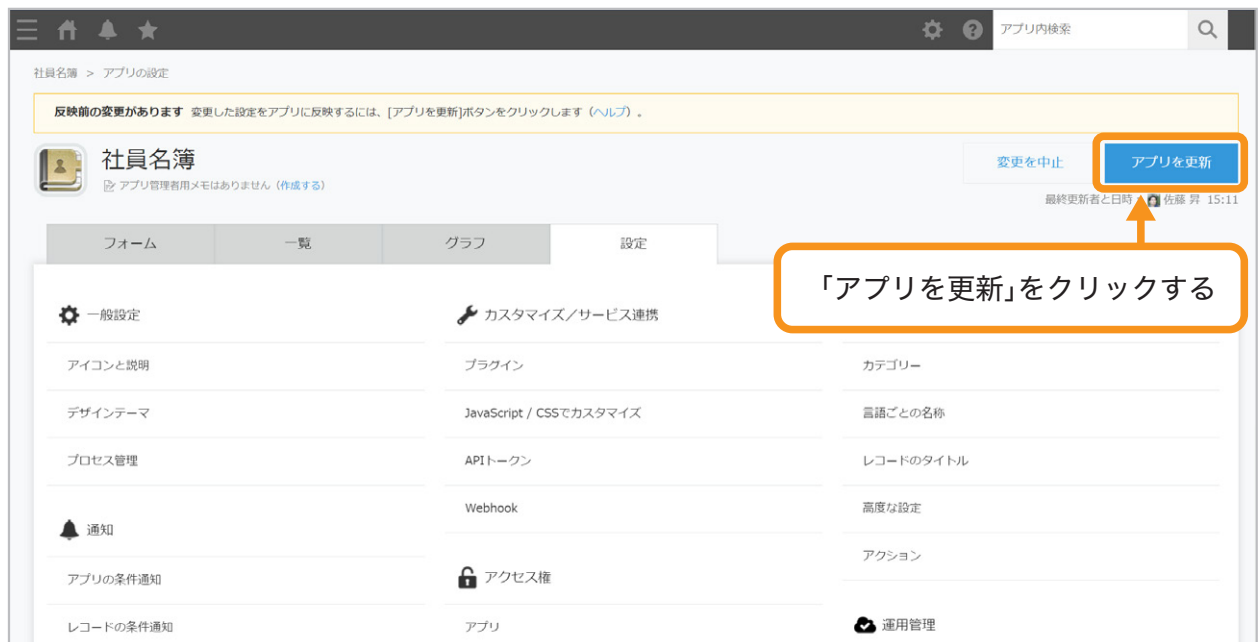 アプリ内検索
社員名簿 > アプリの設定
反映前の変更があります 変更した設定をアプリに反映するには、[アプリを更新]ボタンをクリックします（ヘルプ）。
社員名簿
アプリ管理者用メモはありません（作成する）
変更を中止
アプリを更新
最終更新者と日時
佐藤 昇 15:11
フォーム
一覧
グラフ
設定
「アプリを更新」をクリックする
一般設定
アイコンと説明
デザインテーマ
プロセス管理
通知
アプリの条件通知
レコードの条件通知
カスタマイズ／サービス連携
プラグイン
JavaScript / CSSでカスタマイズ
APIトークン
Webhook
アクセス権
アプリ
カテゴリー
言語ごとの名称
レコードのタイトル
高度な設定
アクション
運用管理